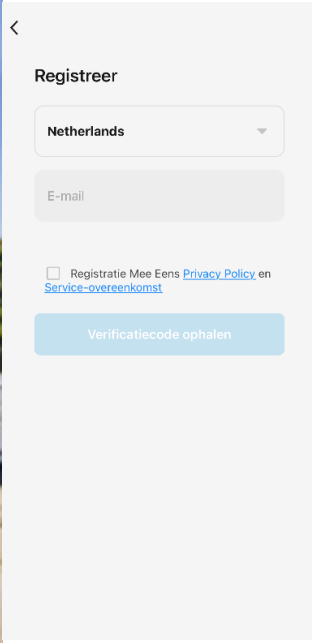 Registreer
Netherlands
E-mail
Registratie Mee Eens Privacy Policy en
Service-overeenkomst
Verificatiecode ophalen